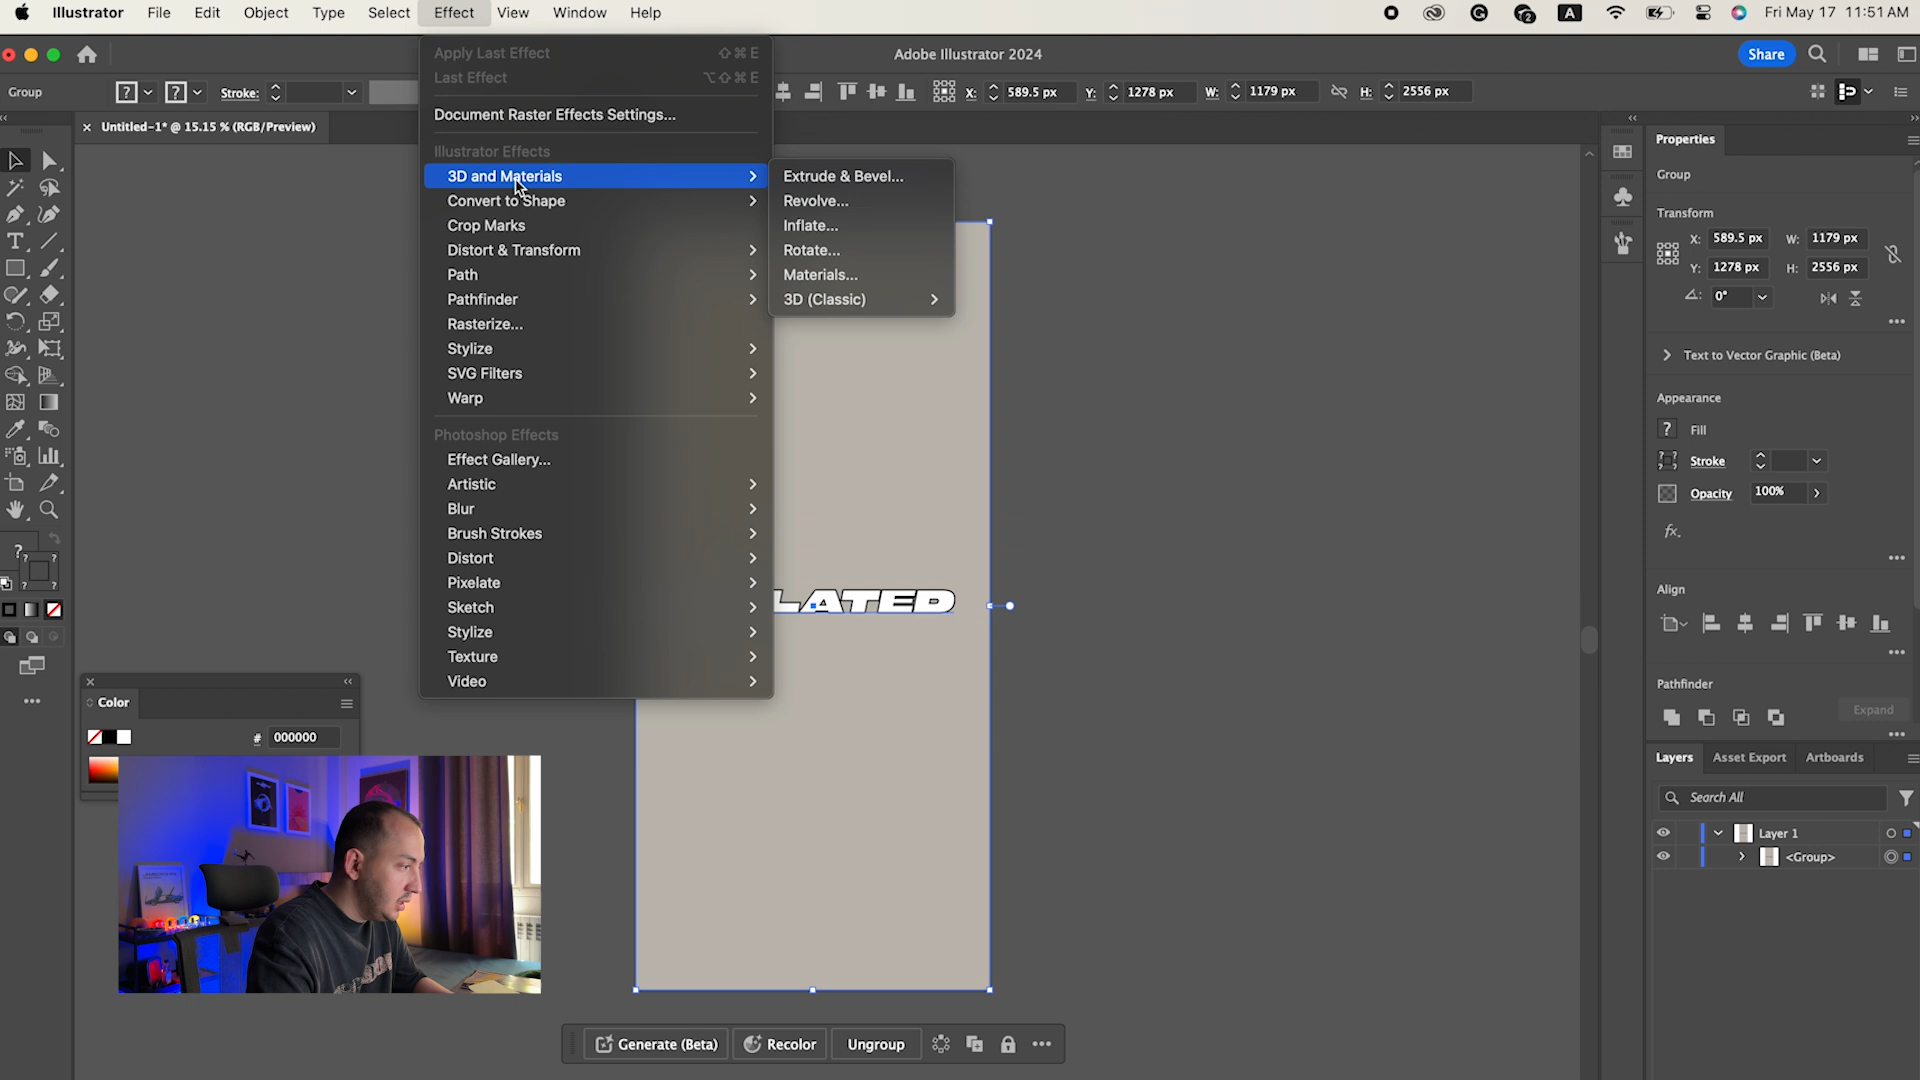 Illustrator File Edit Object Type Select Effect View Window Help
2
A
Fri May 17 11:51 AM
Adobe Illustrator 2024
Share
Group
?
?
Stroke:
X: 589.5 px
Y: 1278 px
W: 1179 px
H: 2556 px
× Untitled-1* @ 15.15 % (RGB/Preview)
Apply Last Effect ⇧⌘E
Last Effect ⌥⇧⌘E
Document Raster Effects Settings...
Illustrator Effects
3D and Materials
Convert to Shape
Crop Marks
Distort & Transform
Path
Pathfinder
Rasterize...
Stylize
SVG Filters
Warp
Photoshop Effects
Effect Gallery...
Artistic
Blur
Brush Strokes
Distort
Pixelate
Sketch
Stylize
Texture
Video
Extrude & Bevel...
Revolve...
Inflate...
Rotate...
Materials...
3D (Classic)
LATED
Color
# 000000
Generate (Beta)
Recolor
Ungroup
Properties
Group
Transform
X: 589.5 px W: 1179 px
Y: 1278 px H: 2556 px
0°
Text to Vector Graphic (Beta)
Appearance
? Fill
Stroke
Opacity 100%
fx.
Align
Pathfinder
Expand
Layers Asset Export Artboards
Search All
Layer 1
<Group>